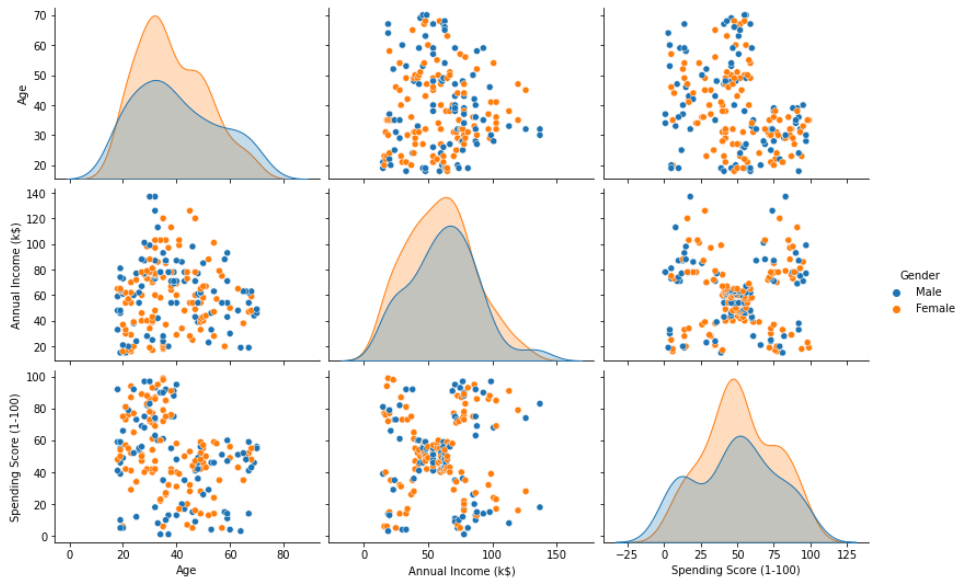 70
60
50
40
30
20
Age
140
120
100
80
60
40
20
Annual Income (k$)
Gender
Male
Female
100
80
60
40
20
0
Spending Score (1-100)
0 20 40 60 80
Age
0 50 100 150
Annual Income (k$)
−25 0 25 50 75 100 125
Spending Score (1-100)